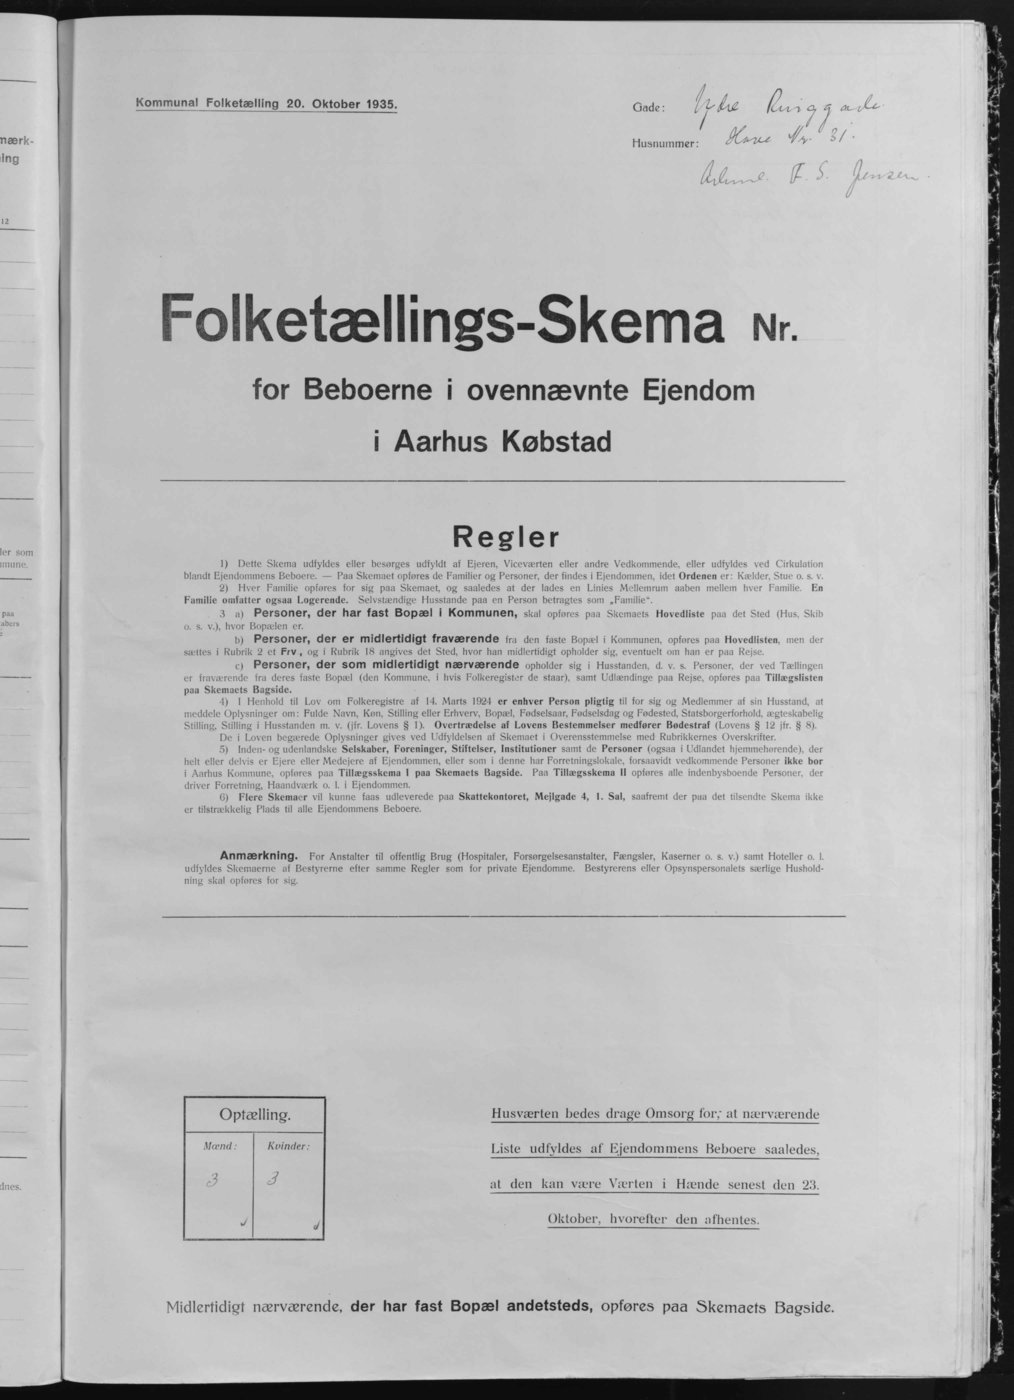 Kommunal Folketælling 20. Oktober 1935.
Gade: Ydre Ringgade
Husnummer: Have Nr. 31.
F. S. Jensen.
Folketællings-Skema Nr.
for Beboerne i ovennævnte Ejendom
i Aarhus Købstad
Regler
1) Dette Skema udfyldes eller besørges udfyldt af Ejeren, Viceværten eller andre Vedkommende, eller udfyldes ved Cirkulation
blandt Ejendommens Beboere. — Paa Skemaet opføres de Familier og Personer, der findes i Ejendommen, idet Ordenen er: Kælder, Stue o. s. v.
2) Hver Familie opføres for sig paa Skemaet, og saaledes at der lades en Linies Mellemrum aaben mellem hver Familie. En
Familie omfatter ogsaa Logerende. Selvstændige Husstande paa en Person betragtes som „Familie“.
3 a) Personer, der har fast Bopæl i Kommunen, skal opføres paa Skemaets Hovedliste paa det Sted (Hus, Skib
o. s. v.), hvor Bopælen er.
b) Personer, der er midlertidigt fraværende fra den faste Bopæl i Kommunen, opføres paa Hovedlisten, men der
sættes i Rubrik 2 et Frv., og i Rubrik 18 angives det Sted, hvor han midlertidigt opholder sig, eventuelt om han er paa Rejse.
c) Personer, der som midlertidigt nærværende opholder sig i Husstanden, d. v. s. Personer, der ved Tællingen
er fraværende fra deres faste Bopæl (den Kommune, i hvis Folkeregister de staar), samt Udlændinge paa Rejse, opføres paa Tillægslisten
paa Skemaets Bagside.
4) I Henhold til Lov om Folkeregistre af 14. Marts 1924 er enhver Person pligtig til for sig og Medlemmer af sin Husstand, at
meddele Oplysninger om: Fulde Navn, Køn, Stilling eller Erhverv, Bopæl, Fødselsaar, Fødselsdag og Fødested, Statsborgerforhold, ægteskabelig
Stilling, Stilling i Husstanden m. v. (jfr. Lovens § 1). Overtrædelse af Lovens Bestemmelser medfører Bødestraf (Lovens § 12 jfr. § 8).
De i Loven begærede Oplysninger gives ved Udfyldelsen af Skemaet i Overensstemmelse med Rubrikkernes Overskrifter.
5) Inden- og udenlandske Selskaber, Foreninger, Stiftelser, Institutioner samt de Personer (ogsaa i Udlandet hjemmehørende), der
helt eller delvis er Ejere eller Medejere af Ejendommen, eller som i denne har Forretningslokale, forsaavidt vedkommende Personer ikke bor
i Aarhus Kommune, opføres paa Tillægsskema I paa Skemaets Bagside. Paa Tillægsskema II opføres alle indenbysboende Personer, der
driver Forretning, Haandværk o. l. i Ejendommen.
6) Flere Skemaer vil kunne faas udleverede paa Skattekontoret, Mejlgade 4, 1. Sal, saafremt der paa det tilsendte Skema ikke
er tilstrækkelig Plads til alle Ejendommens Beboere.
Anmærkning. For Anstalter til offentlig Brug (Hospitaler, Forsørgelsesanstalter, Fængsler, Kaserner o. s. v.) samt Hoteller o. l.
udfyldes Skemaerne af Bestyrerne efter samme Regler som for private Ejendomme. Bestyrerens eller Opsynspersonalets særlige Hushold-
ning skal opføres for sig.
Optælling.
Mænd: Kvinder:
3 3
Husværten bedes drage Omsorg for, at nærværende
Liste udfyldes af Ejendommens Beboere saaledes,
at den kan være Værten i Hænde senest den 23.
Oktober, hvorefter den afhentes.
Midlertidigt nærværende, der har fast Bopæl andetsteds, opføres paa Skemaets Bagside.